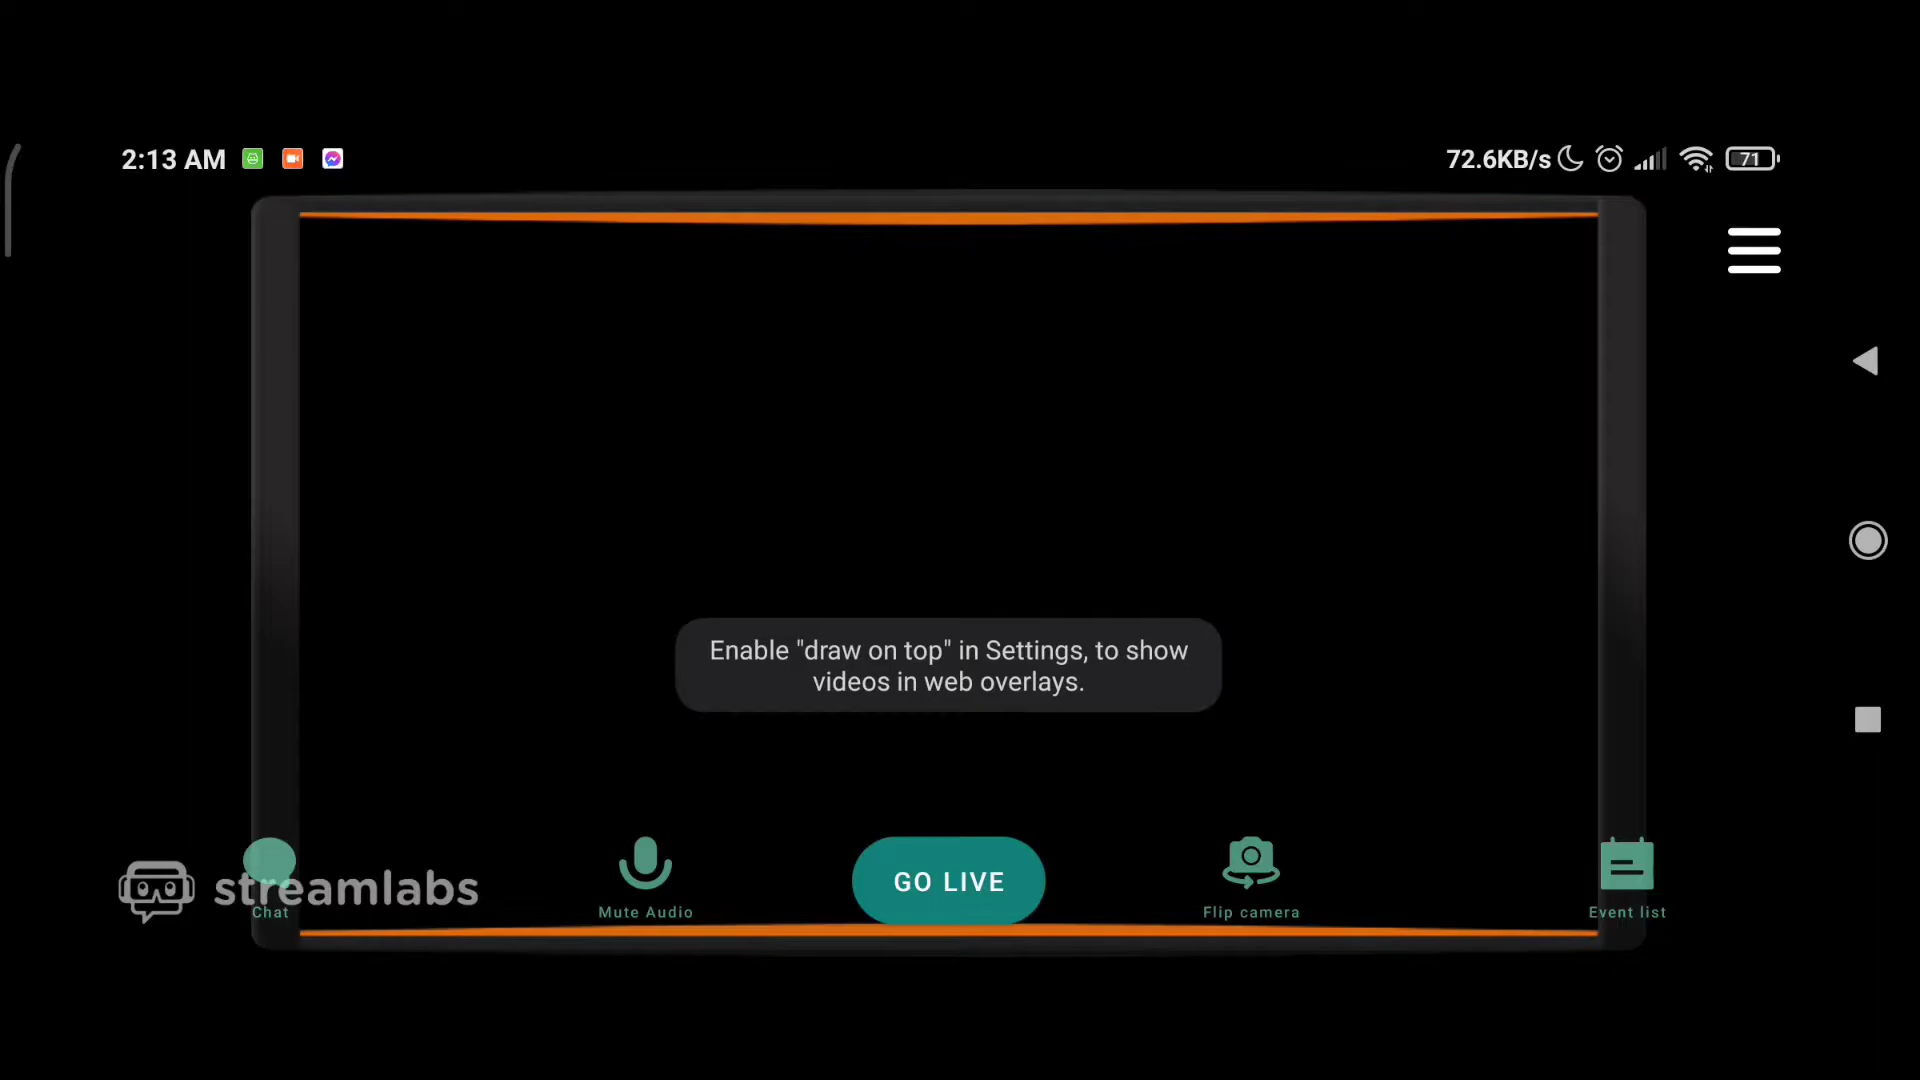 2:13 AM
72.6KB/s
71
Enable "draw on top" in Settings, to show
videos in web overlays.
streamlabs
Chat
Mute Audio
GO LIVE
Flip camera
Event list